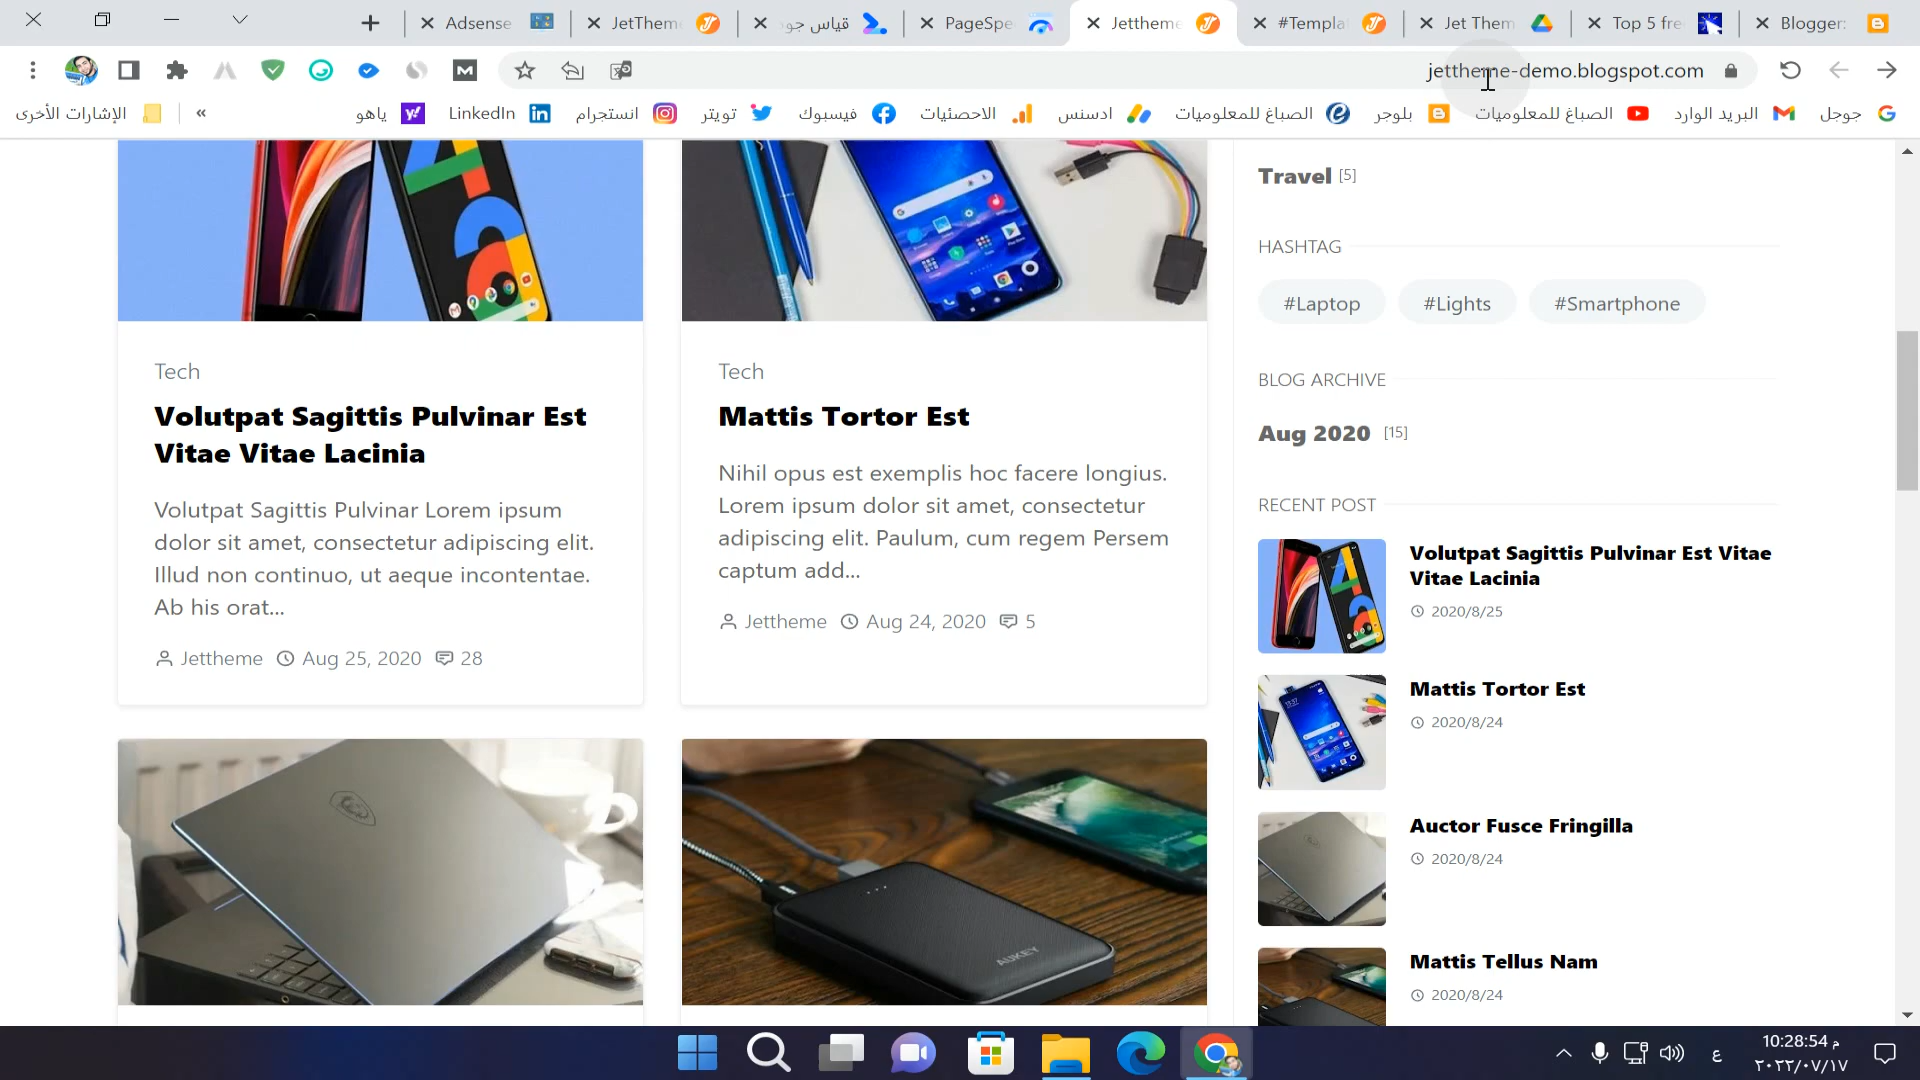 Adsense
JetThem
قياس جود
PageSpe
Jettheme
#Templa
Jet Them
Top 5 fre
Blogger:
jettheme-demo.blogspot.com
جوجل
البريد الوارد
الصباغ للمعلوميات
بلوجر
الصباغ للمعلوميات
ادسنس
الاحصئيات
فيسبوك
تويتر
انستجرام
LinkedIn
ياهو
»
الإشارات الأخرى
Tech
Volutpat Sagittis Pulvinar Est
Vitae Vitae Lacinia
Volutpat Sagittis Pulvinar Lorem ipsum
dolor sit amet, consectetur adipiscing elit.
Illud non continuo, ut aeque incontentae.
Ab his orat...
Jettheme Aug 25, 2020 28
Tech
Mattis Tortor Est
Nihil opus est exemplis hoc facere longius.
Lorem ipsum dolor sit amet, consectetur
adipiscing elit. Paulum, cum regem Persem
captum add...
Jettheme Aug 24, 2020 5
AUKEY
Travel [5]
HASHTAG
#Laptop #Lights #Smartphone
BLOG ARCHIVE
Aug 2020 [15]
RECENT POST
Volutpat Sagittis Pulvinar Est Vitae
Vitae Lacinia
2020/8/25
Mattis Tortor Est
2020/8/24
Auctor Fusce Fringilla
2020/8/24
Mattis Tellus Nam
2020/8/24
ع
10:28:54 م
٢٠٢٢/٠٧/١٧